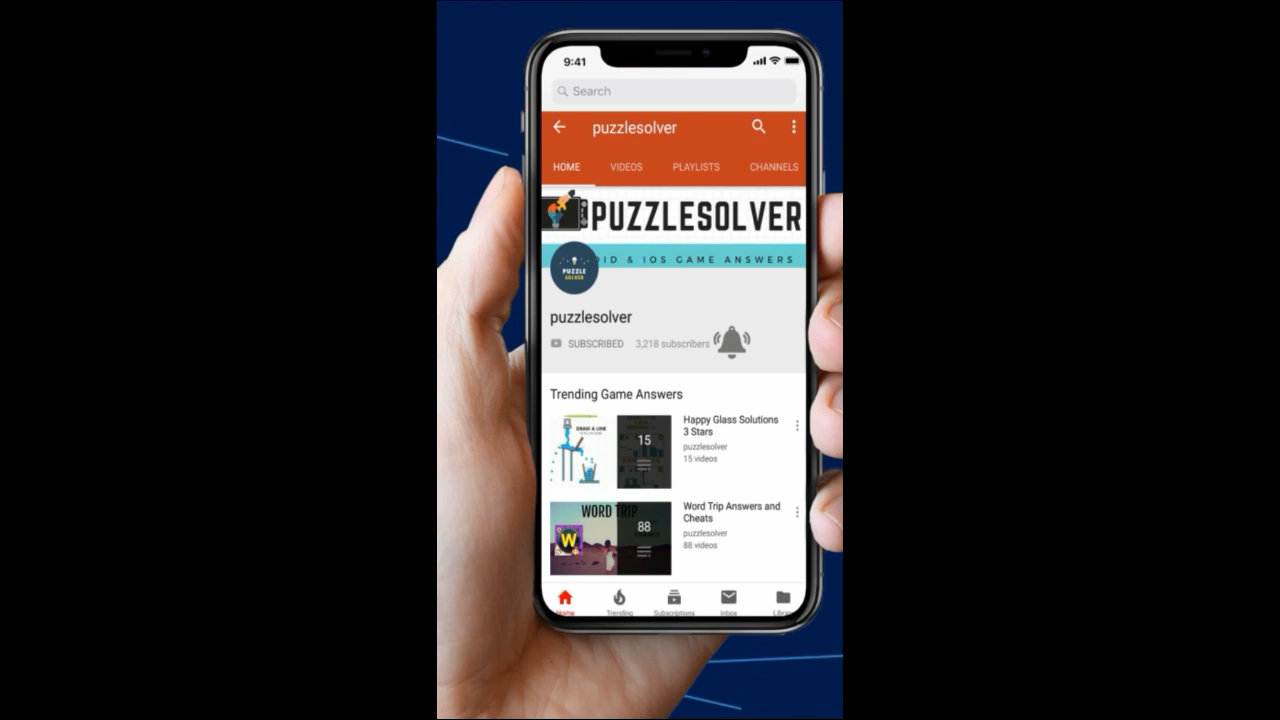 9:41
Search
puzzlesolver
HOME VIDEOS PLAYLISTS CHANNELS
PUZZLESOLVER
OID & IOS GAME ANSWERS
PUZZLE
SOLVER
puzzlesolver
SUBSCRIBED 3,218 subscribers
Trending Game Answers
DRAW A LINE
15
Happy Glass Solutions
3 Stars
puzzlesolver
15 videos
WORD TRIP
W
88
Word Trip Answers and
Cheats
puzzlesolver
88 videos
Home Trending Subscriptions Inbox Librar